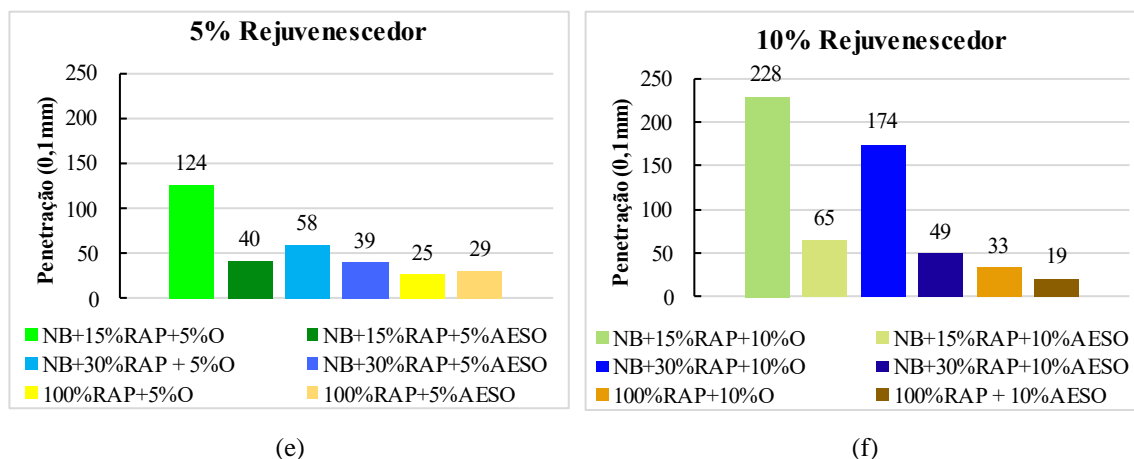 5% Rejuvenescedor
Penetração (0,1mm)
250
200
150
100
50
0
124
40
58
39
25
29
NB+15%RAP+5%O
NB+15%RAP+5%AESO
NB+30%RAP + 5%O
NB+30%RAP+5%AESO
100%RAP+5%O
100%RAP+5%AESO
(e)
10% Rejuvenescedor
Penetração (0,1mm)
250
200
150
100
50
0
228
65
174
49
33
19
NB+15%RAP+10%O
NB+15%RAP+10%AESO
NB+30%RAP+10%O
NB+30%RAP+10%AESO
100%RAP+10%O
100%RAP + 10%AESO
(f)